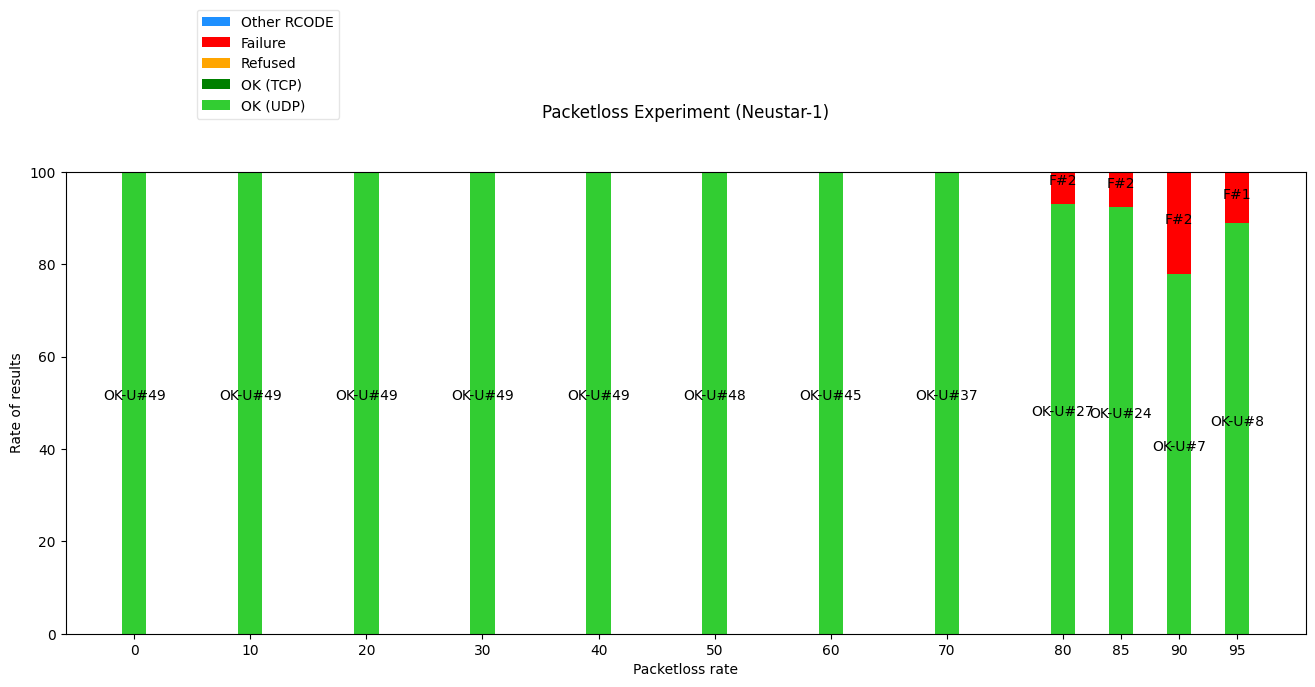 Other RCODE
Failure
Refused
OK (TCP)
OK (UDP)
Packetloss Experiment (Neustar-1)
100
80
60
40
20
0
Rate of results
F#2
F#2
F#2
F#1
OK-U#49
OK-U#49
OK-U#49
OK-U#49
OK-U#49
OK-U#48
OK-U#45
OK-U#37
OK-U#27
OK-U#24
OK-U#7
OK-U#8
0 10 20 30 40 50 60 70 80 85 90 95
Packetloss rate